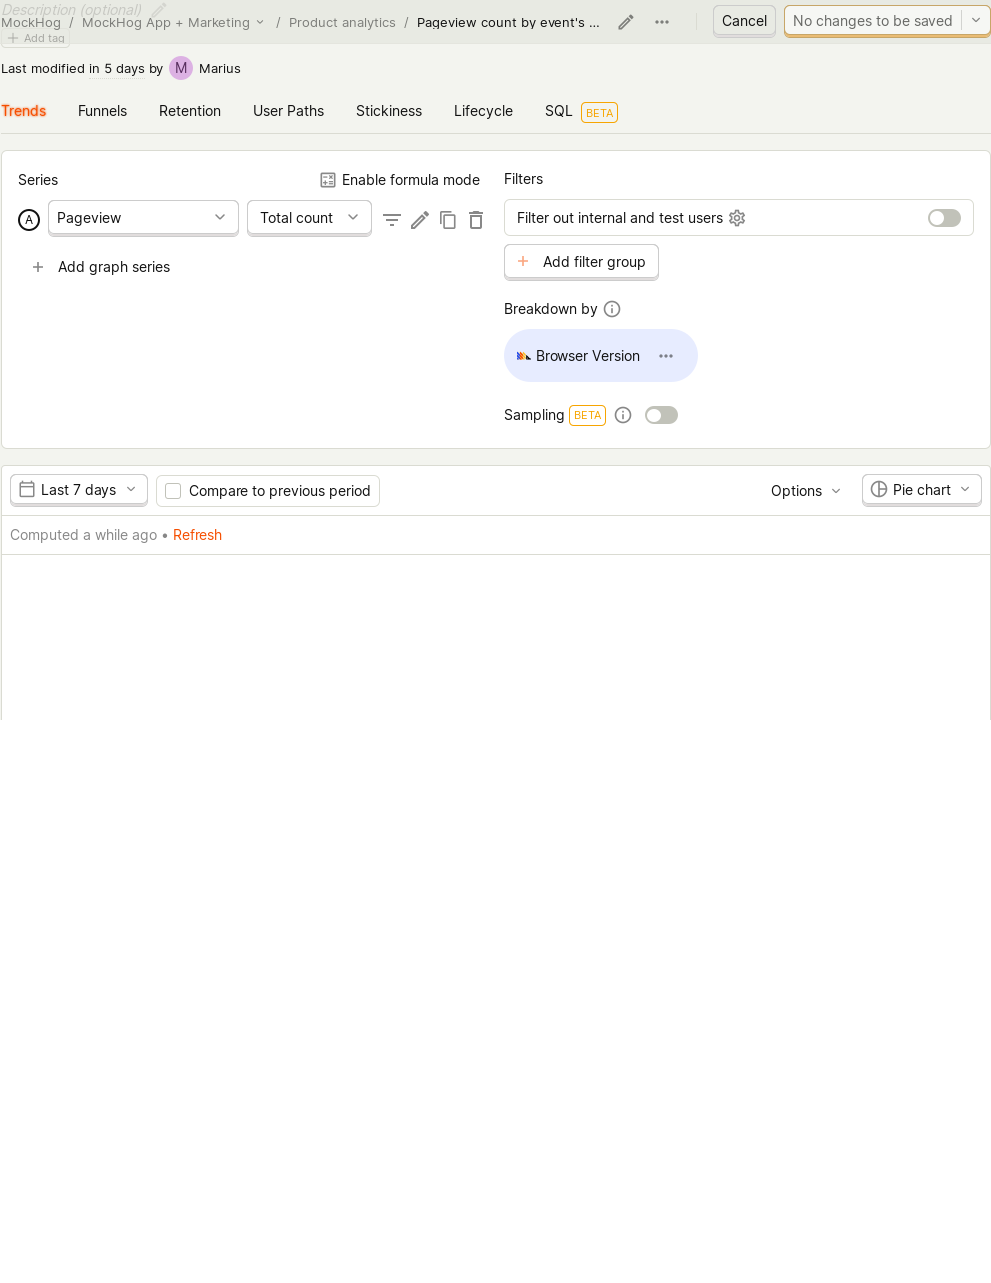 Description (optional)
MockHog / MockHog App + Marketing / Product analytics / Pageview count by event's ...
Cancel
No changes to be saved
Add tag
Last modified in 5 days by M Marius
Trends Funnels Retention User Paths Stickiness Lifecycle SQL BETA
Series
Enable formula mode
A Pageview Total count
Add graph series
Filters
Filter out internal and test users
Add filter group
Breakdown by
Browser Version
Sampling BETA
Last 7 days
Compare to previous period
Options
Pie chart
Computed a while ago • Refresh